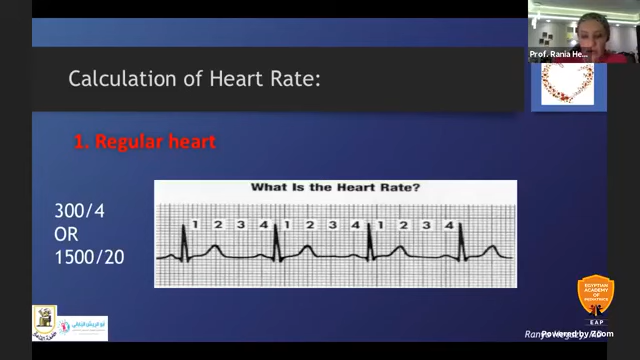 Prof. Rania He...
Calculation of Heart Rate:
1. Regular heart
What Is the Heart Rate?
300/4
OR
1500/20
1 2 3 4 1 2 3 4 1 2 3 4
EGYPTIAN
ACADEMY OF
PEDIATRICS
EAP
Powered by Zoom